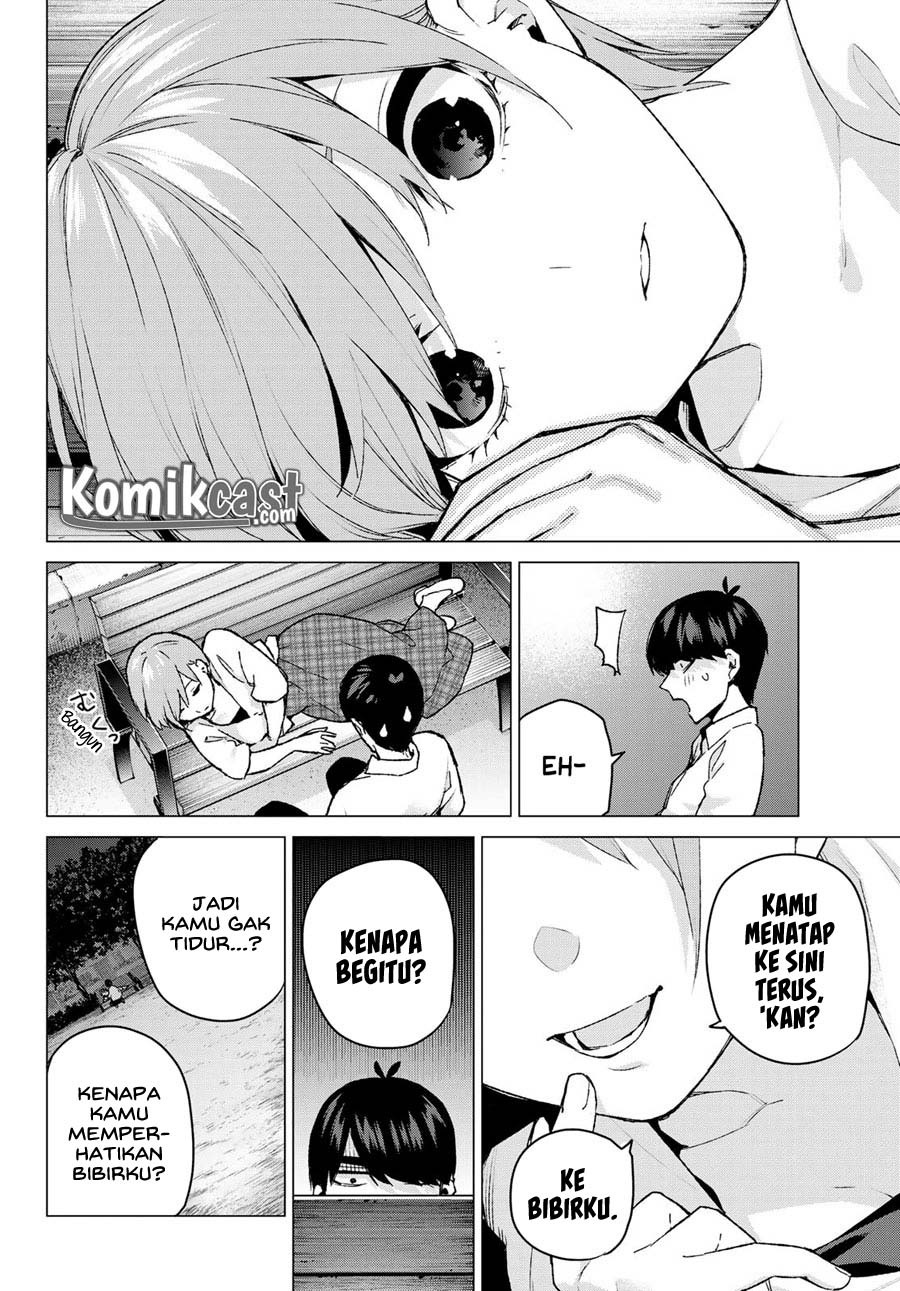 Komikcast
.com
むくっ
Bangun
EH-
KAMU
MENATAP
KE SINI
TERUS,
'KAN?
KE
BIBIRKU.
KENAPA
BEGITU?
JADI
KAMU GAK
TIDUR...?
KENAPA
KAMU
MEMPER-
HATIKAN
BIBIRKU?